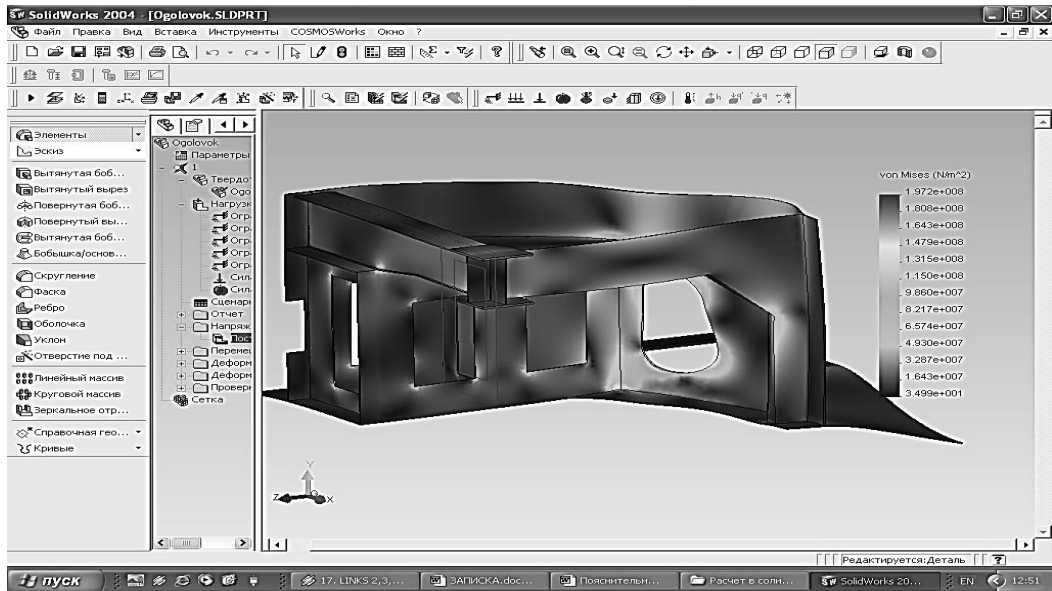 SolidWorks 2004 - [Ogolovok.SLDPRT]
Файл Правка Вид Вставка Инструменты COSMOSWorks Окно ?
Элементы
Эскиз
Вытянутая боб...
Вытянутый вырез
Повернутая боб...
Повернутый вы...
Вытянутая боб...
Бобышка/основ...
Скругление
Фаска
Ребро
Оболочка
Уклон
Отверстие под ...
Линейный массив
Круговой массив
Зеркальное отр...
Справочная гео...
Кривые
Ogolovok
Параметры
1
Твердо
Ogo
Нагрузк
Огр
Огр
Огр
Огр
Огр
Сил
Сил
Сценар
Отчет
Напряж
Пост
Перемещ
Деформ
Деформ
Провер
Сетка
von Mises (N/m^2)
1.972e+008
1.808e+008
1.643e+008
1.479e+008
1.315e+008
1.150e+008
9.860e+007
8.217e+007
6.574e+007
4.930e+007
3.287e+007
1.643e+007
3.499e+001
Y
Z
X
Редактируется:Деталь
?
пуск
17. LINKS 2,3,...
ЗАПИСКА.doc...
Пояснительн...
Расчет в соли...
SolidWorks 20...
EN
12:51